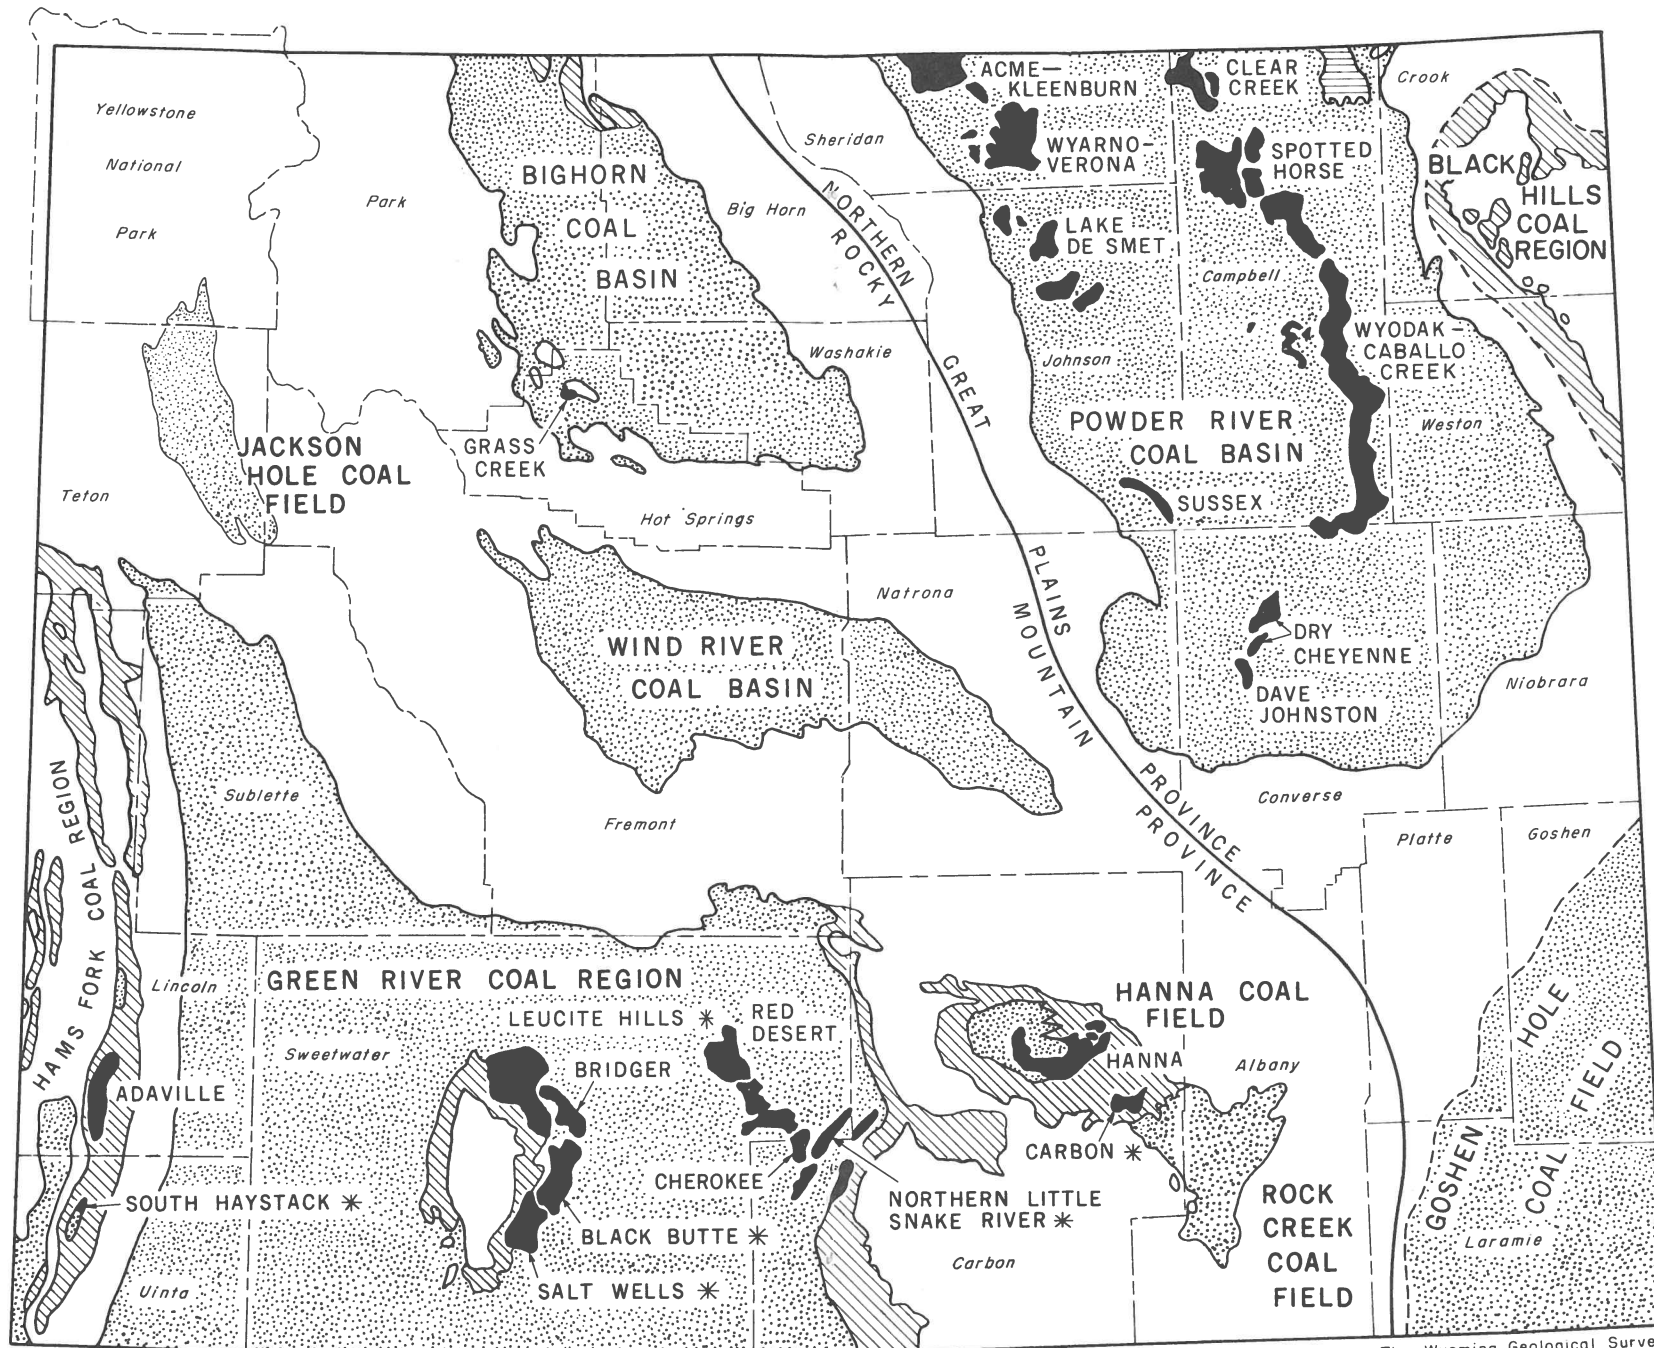 Yellowstone
National
Park
Park
BIGHORN
COAL
BASIN
Big Horn
Sheridan
NORTHERN
ROCKY
GREAT
PLAINS
MOUNTAIN
PROVINCE
PROVINCE
ACME—
KLEENBURN
CLEAR
CREEK
Crook
WYARNO-
VERONA
SPOTTED
HORSE
BLACK
HILLS
COAL
REGION
LAKE
DE SMET
Campbell
Johnson
WYODAK-
CABALLO
CREEK
Washakie
POWDER RIVER
COAL BASIN
Weston
SUSSEX
GRASS
CREEK
JACKSON
HOLE COAL
FIELD
Teton
Hot Springs
Natrona
WIND RIVER
COAL BASIN
DRY
CHEYENNE
DAVE
JOHNSTON
Niobrara
Sublette
Fremont
Converse
Platte
Goshen
HAMS FORK COAL REGION
Lincoln
GREEN RIVER COAL REGION
LEUCITE HILLS *
RED
DESERT
HANNA COAL
FIELD
HANNA
Sweetwater
BRIDGER
Albany
ADAVILLE
CARBON *
CHEROKEE
SOUTH HAYSTACK *
NORTHERN LITTLE
SNAKE RIVER *
BLACK BUTTE *
SALT WELLS *
Carbon
Uinta
ROCK
CREEK
COAL
FIELD
GOSHEN HOLE
COAL FIELD
Laramie
Wyoming Geological Surve